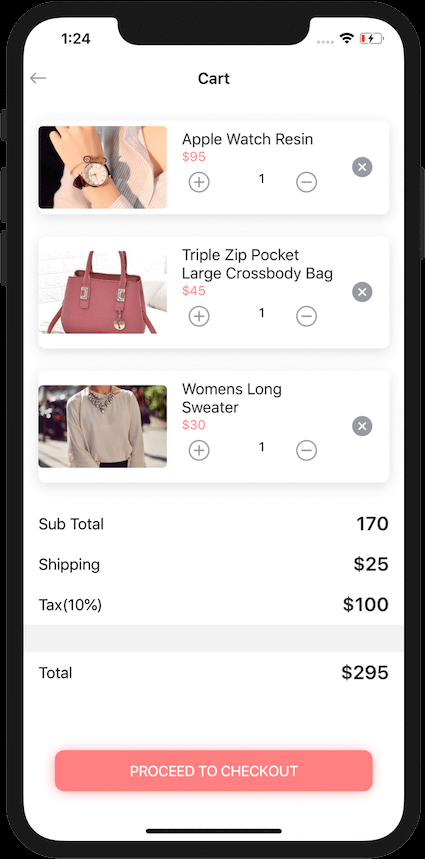 1:24
Cart
Apple Watch Resin
$95
1
Triple Zip Pocket
Large Crossbody Bag
$45
1
Womens Long
Sweater
$30
1
Sub Total 170
Shipping $25
Tax(10%) $100
Total $295
PROCEED TO CHECKOUT